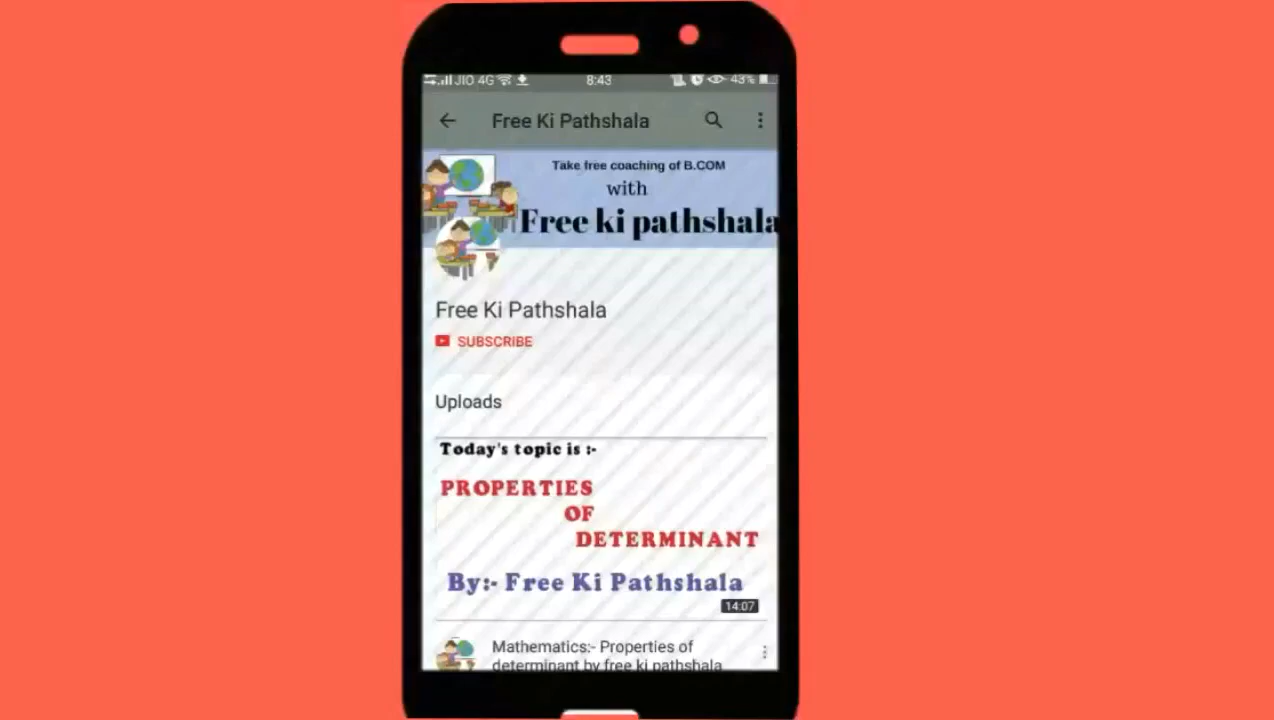 JIO 4G 8:43 43%
Free Ki Pathshala
Take free coaching of B.COM
with
Free ki pathshala
Free Ki Pathshala
SUBSCRIBE
Uploads
Today's topic is :-
PROPERTIES
OF
DETERMINANT
By:- Free Ki Pathshala
14:07
Mathematics:- Properties of
determinant by free ki pathshala